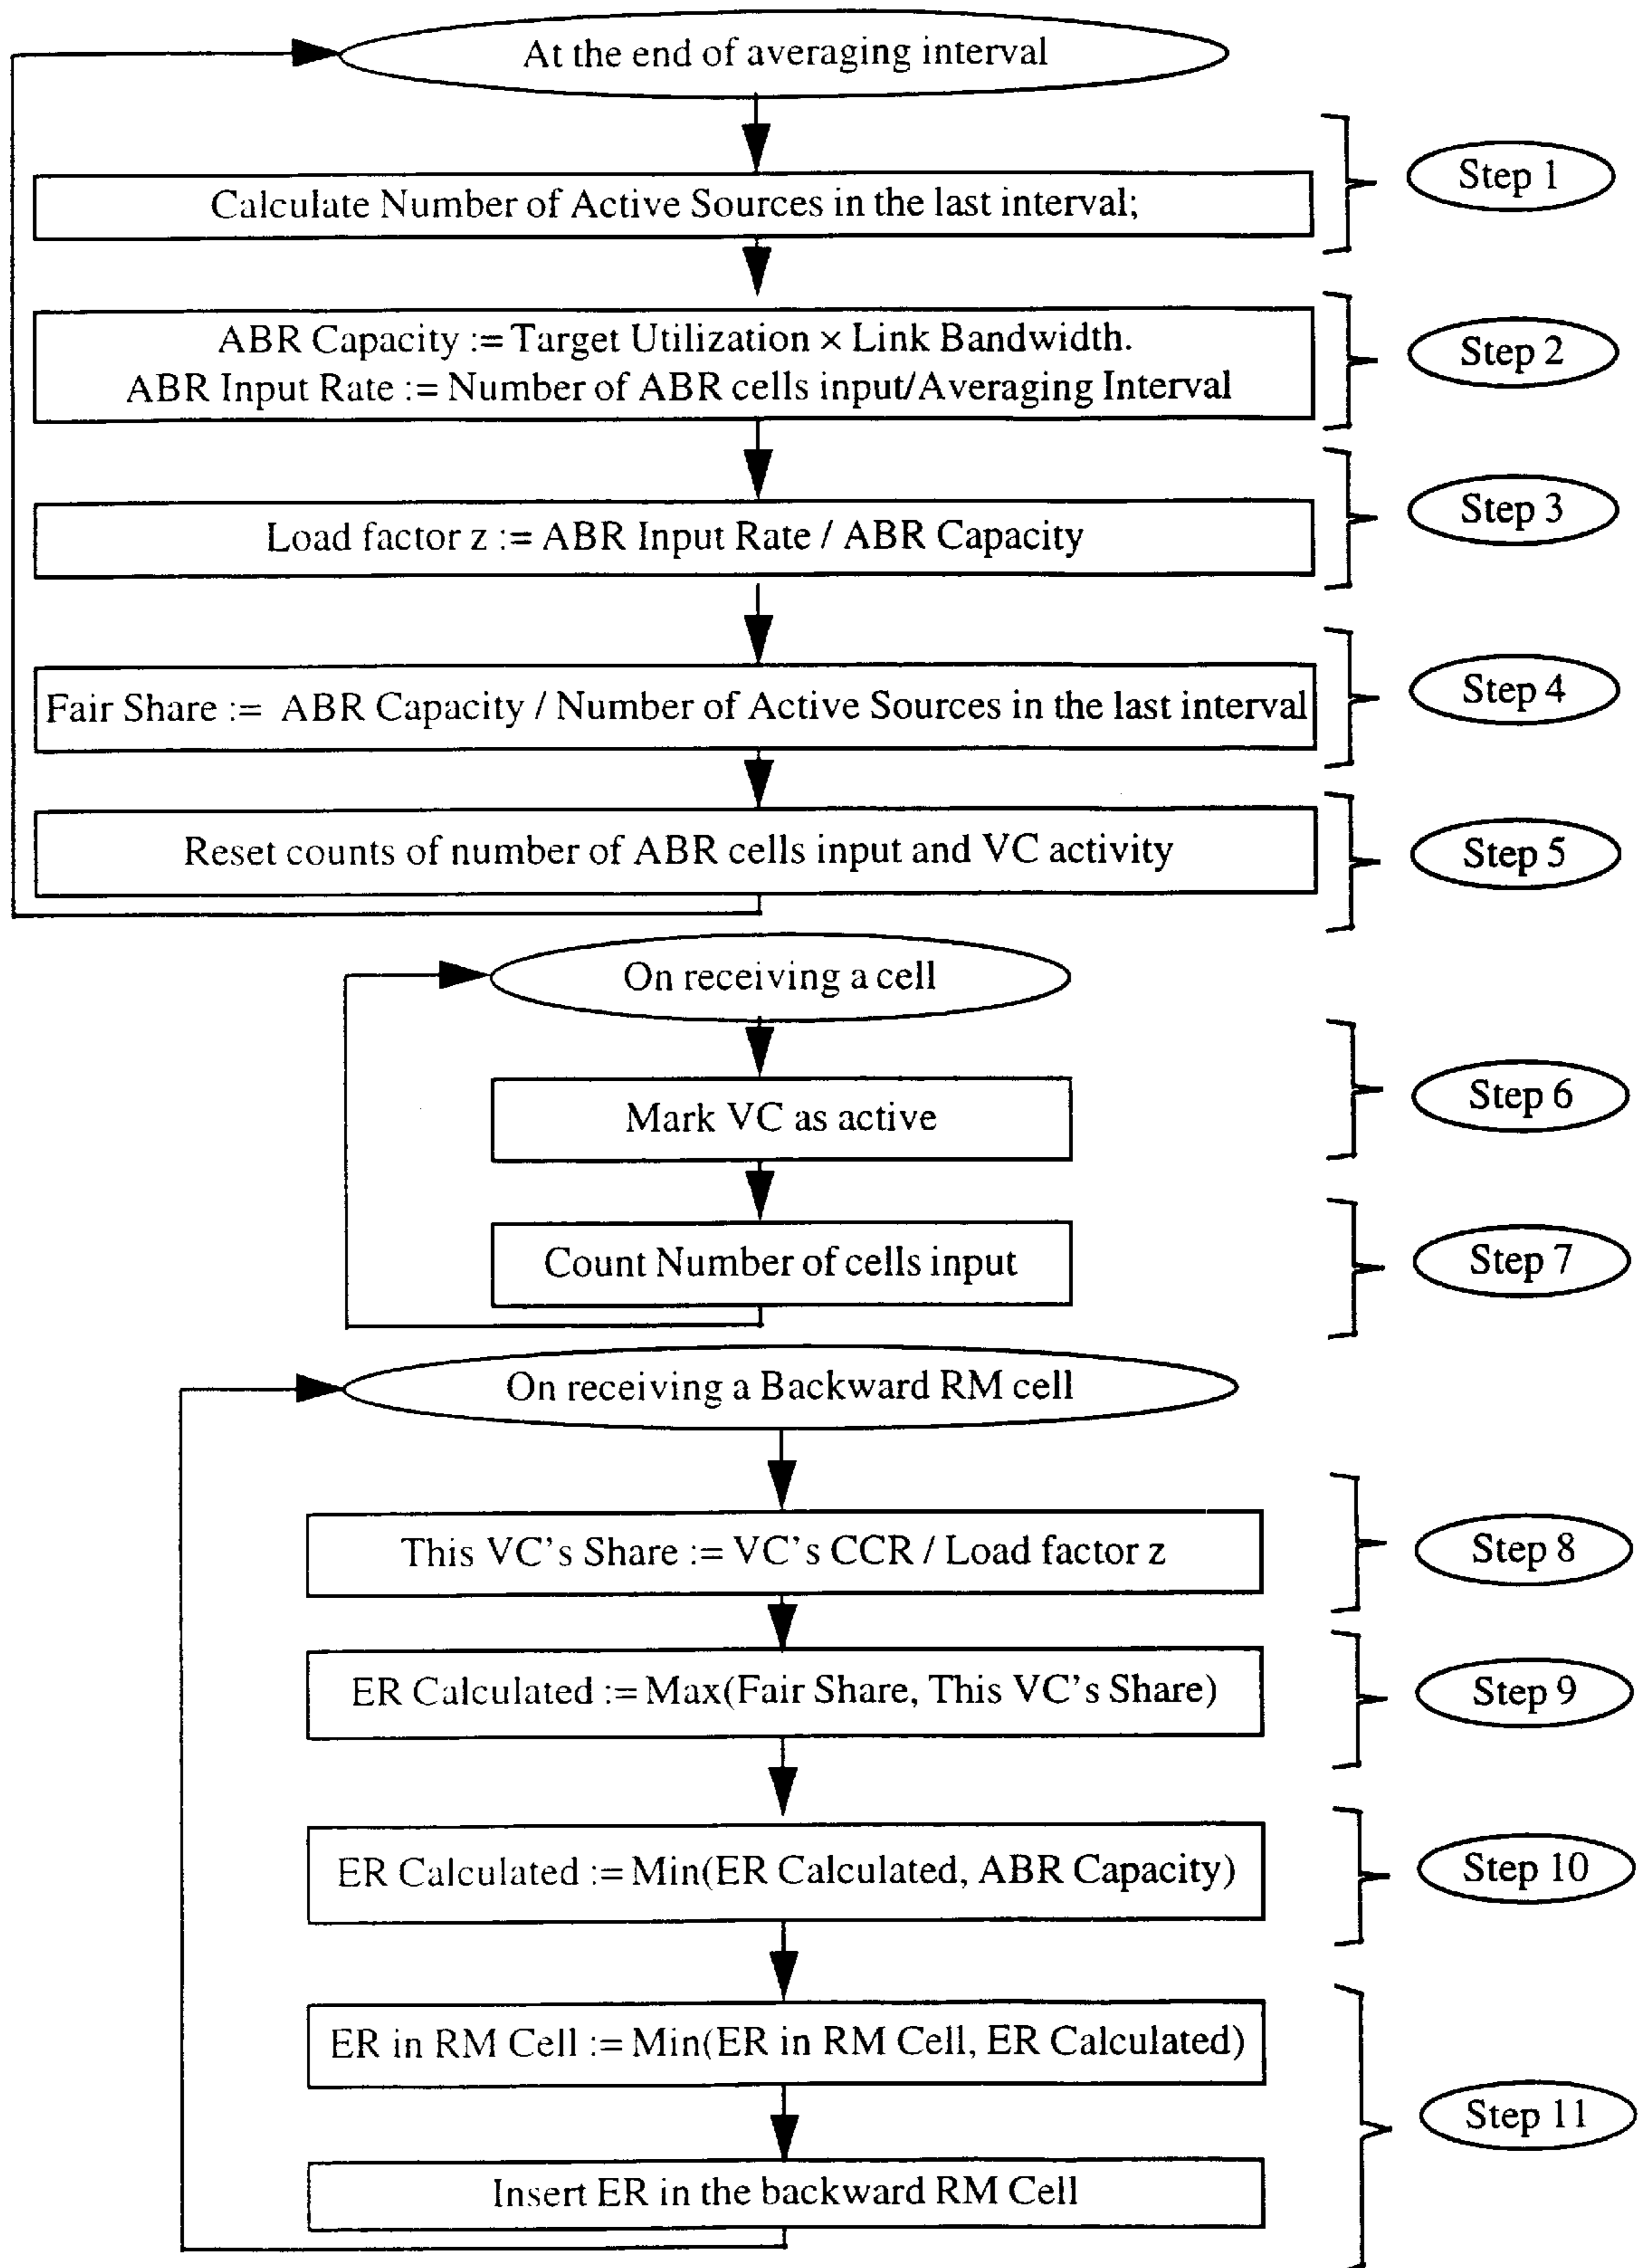 At the end of averaging interval
Calculate Number of Active Sources in the last interval;
Step 1
ABR Capacity := Target Utilization × Link Bandwidth.
ABR Input Rate := Number of ABR cells input/Averaging Interval
Step 2
Load factor z := ABR Input Rate / ABR Capacity
Step 3
Fair Share := ABR Capacity / Number of Active Sources in the last interval
Step 4
Reset counts of number of ABR cells input and VC activity
Step 5
On receiving a cell
Mark VC as active
Step 6
Count Number of cells input
Step 7
On receiving a Backward RM cell
This VC's Share := VC's CCR / Load factor z
Step 8
ER Calculated := Max(Fair Share, This VC's Share)
Step 9
ER Calculated := Min(ER Calculated, ABR Capacity)
Step 10
ER in RM Cell := Min(ER in RM Cell, ER Calculated)
Insert ER in the backward RM Cell
Step 11